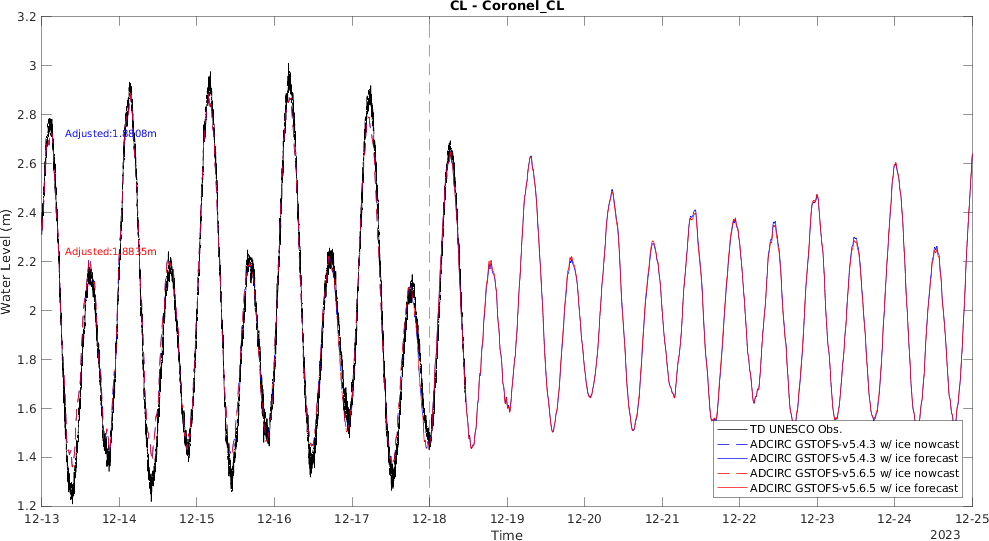 CL - Coronel_CL
3.2
3
2.8
2.6
2.4
2.2
2
1.8
1.6
1.4
1.2
Water Level (m)
Adjusted:1.8808m
Adjusted:1.8835m
TD UNESCO Obs.
ADCIRC GSTOFS-v5.4.3 w/ ice nowcast
ADCIRC GSTOFS-v5.4.3 w/ ice forecast
ADCIRC GSTOFS-v5.6.5 w/ ice nowcast
ADCIRC GSTOFS-v5.6.5 w/ ice forecast
12-13 12-14 12-15 12-16 12-17 12-18 12-19 12-20 12-21 12-22 12-23 12-24 12-25
Time
2023